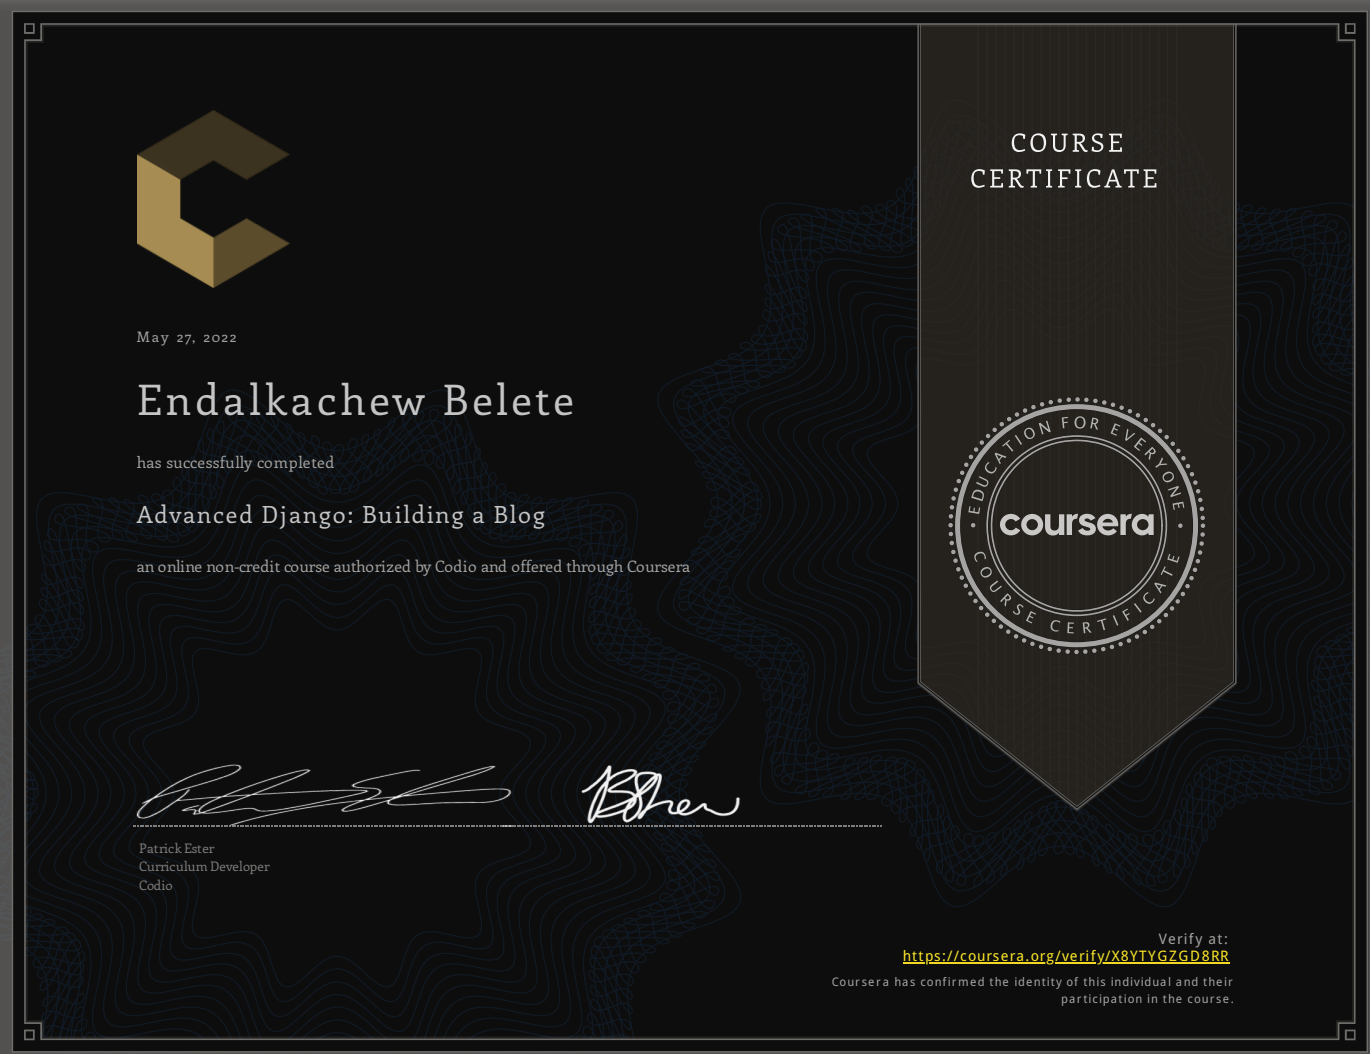 COURSE
CERTIFICATE
May 27, 2022
Endalkachew Belete
has successfully completed
Advanced Django: Building a Blog
an online non-credit course authorized by Codio and offered through Coursera
EDUCATION FOR EVERYONE
coursera
COURSE CERTIFICATE
Patrick Ester
Curriculum Developer
Codio
Verify at:
https://coursera.org/verify/X8YTYGZGD8RR
Coursera has confirmed the identity of this individual and their
participation in the course.